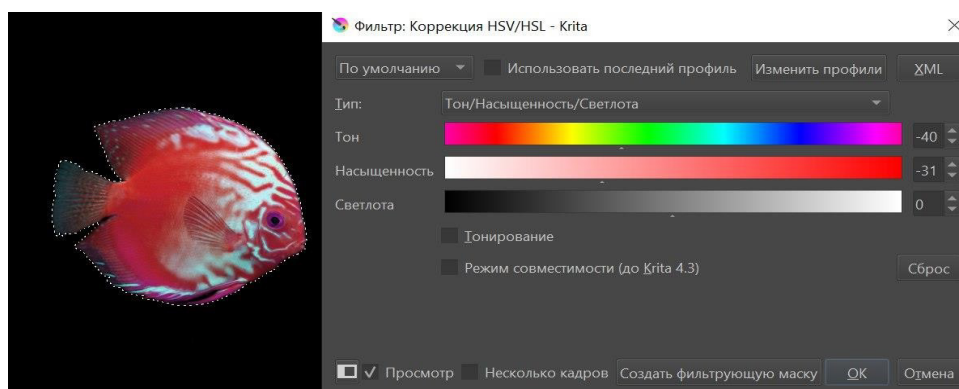 Фильтр: Коррекция HSV/HSL - Krita
По умолчанию Использовать последний профиль Изменить профили XML
Тип: Тон/Насыщенность/Светлота
Тон -40
Насыщенность -31
Светлота 0
Тонирование
Режим совместимости (до Krita 4.3) Сброс
Просмотр Несколько кадров Создать фильтрующую маску OK Отмена